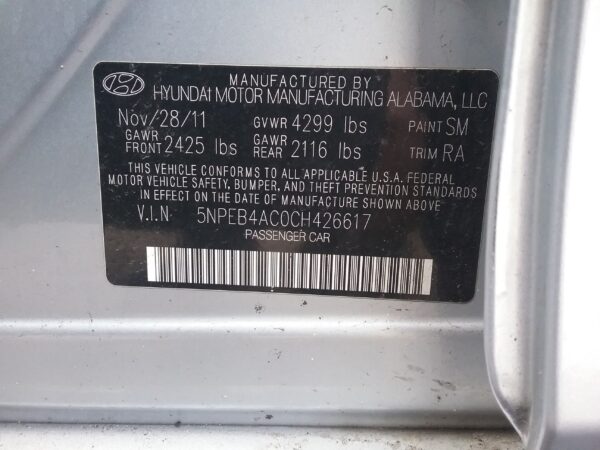 MANUFACTURED BY
HYUNDAI MOTOR MANUFACTURING ALABAMA, LLC
Nov/28/11 GVWR 4299 lbs PAINT SM
GAWR FRONT 2425 lbs GAWR REAR 2116 lbs TRIM RA
THIS VEHICLE CONFORMS TO ALL APPLICABLE U.S.A. FEDERAL
MOTOR VEHICLE SAFETY, BUMPER, AND THEFT PREVENTION STANDARDS
IN EFFECT ON THE DATE OF MANUFACTURE SHOWN ABOVE
V.I.N 5NPEB4AC0CH426617
PASSENGER CAR